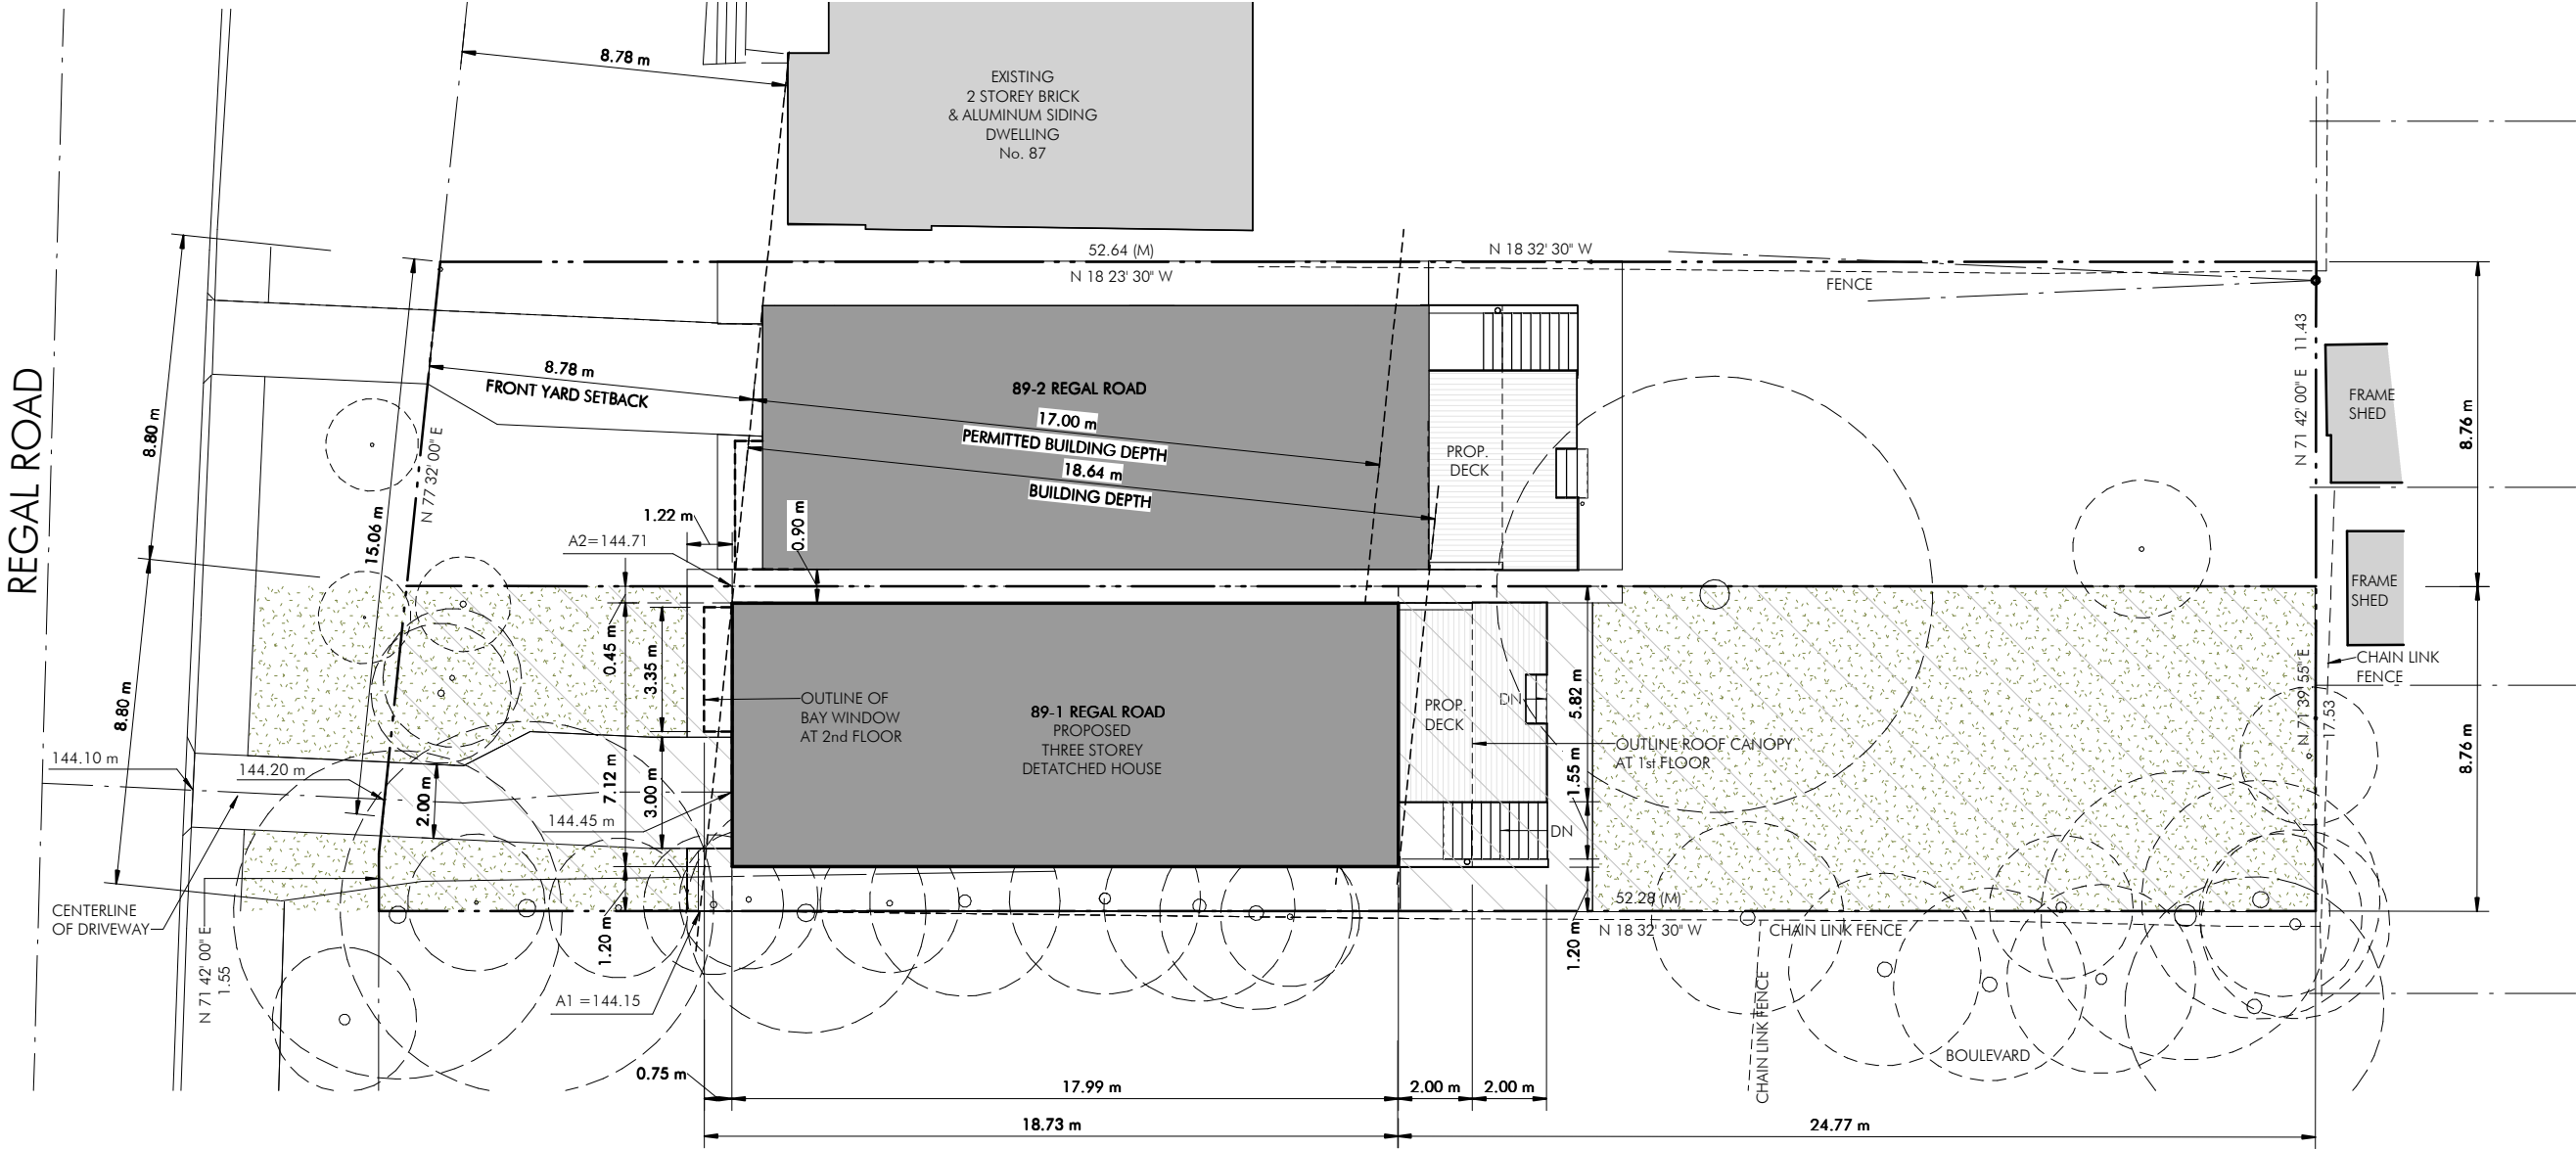 8.78 m
EXISTING
2 STOREY BRICK
& ALUMINUM SIDING
DWELLING
No. 87
52.64 (M)
N 18 32' 30" W
N 18 23' 30" W
FENCE
REGAL ROAD
8.80 m
8.78 m
FRONT YARD SETBACK
89-2 REGAL ROAD
17.00 m
PERMITTED BUILDING DEPTH
18.64 m
BUILDING DEPTH
PROP.
DECK
N 71 42' 00" E 11.43
FRAME
SHED
8.76 m
N 77 32' 00" E
15.06 m
1.22 m
0.90 m
A2=144.71
FRAME
SHED
0.45 m
3.35 m
OUTLINE OF
BAY WINDOW
AT 2nd FLOOR
89-1 REGAL ROAD
PROPOSED
THREE STOREY
DETATCHED HOUSE
PROP.
DECK
DN
5.82 m
OUTLINE ROOF CANOPY
AT 1st FLOOR
N 71 39' 55" E
17.53
CHAIN LINK
FENCE
8.80 m
144.10 m
144.20 m
2.00 m
7.12 m
3.00 m
144.45 m
1.55 m
DN
8.76 m
CENTERLINE
OF DRIVEWAY
N 71 42' 00" E
1.55
1.20 m
A1 =144.15
1.20 m
52.28 (M)
N 18 32' 30" W
CHAIN LINK FENCE
CHAIN LINK FENCE
BOULEVARD
0.75 m
17.99 m
2.00 m
2.00 m
18.73 m
24.77 m